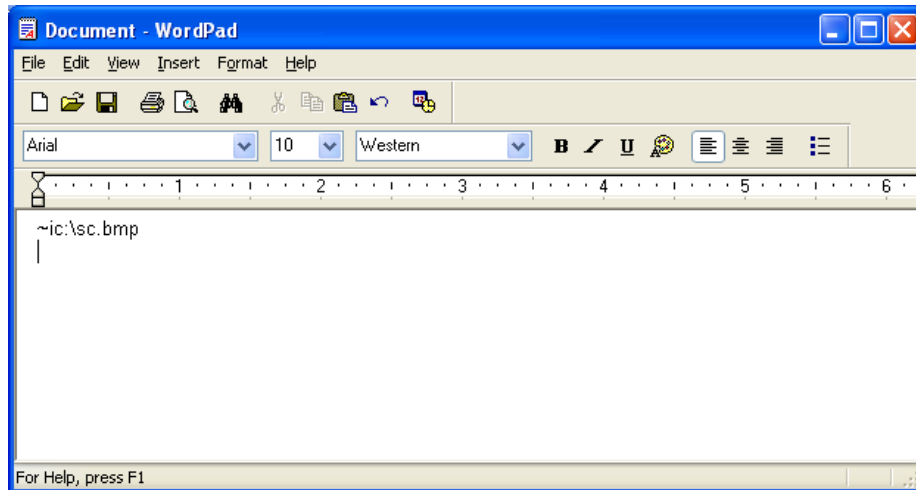 Document - WordPad
File Edit View Insert Format Help
Arial 10 Western B I U
1 2 3 4 5 6
~ic:\sc.bmp
For Help, press F1